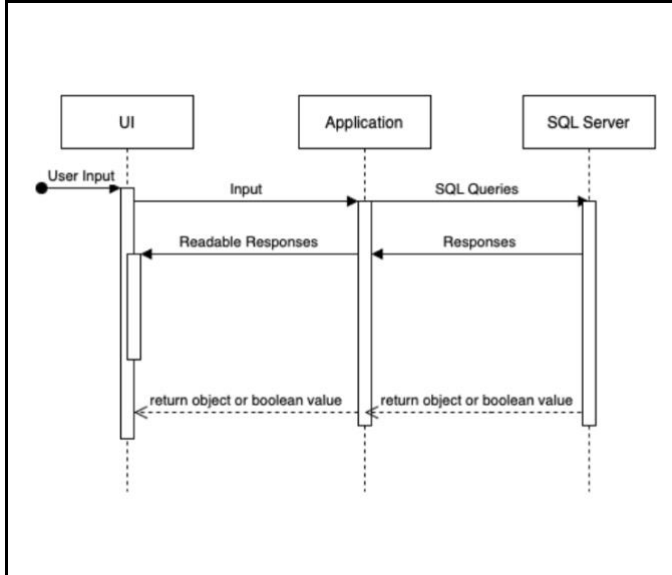 UI
Application
SQL Server
User Input
Input
SQL Queries
Readable Responses
Responses
return object or boolean value
return object or boolean value